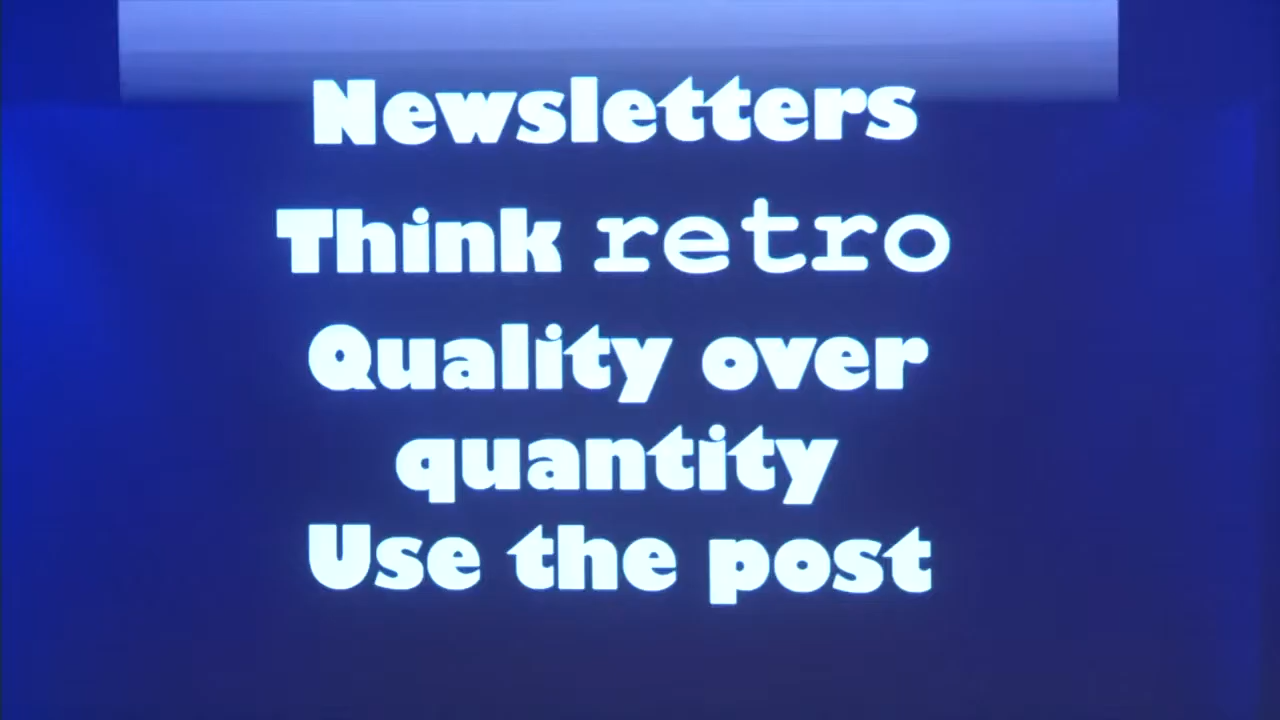 Newsletters
Think retro
Quality over
quantity
Use the post